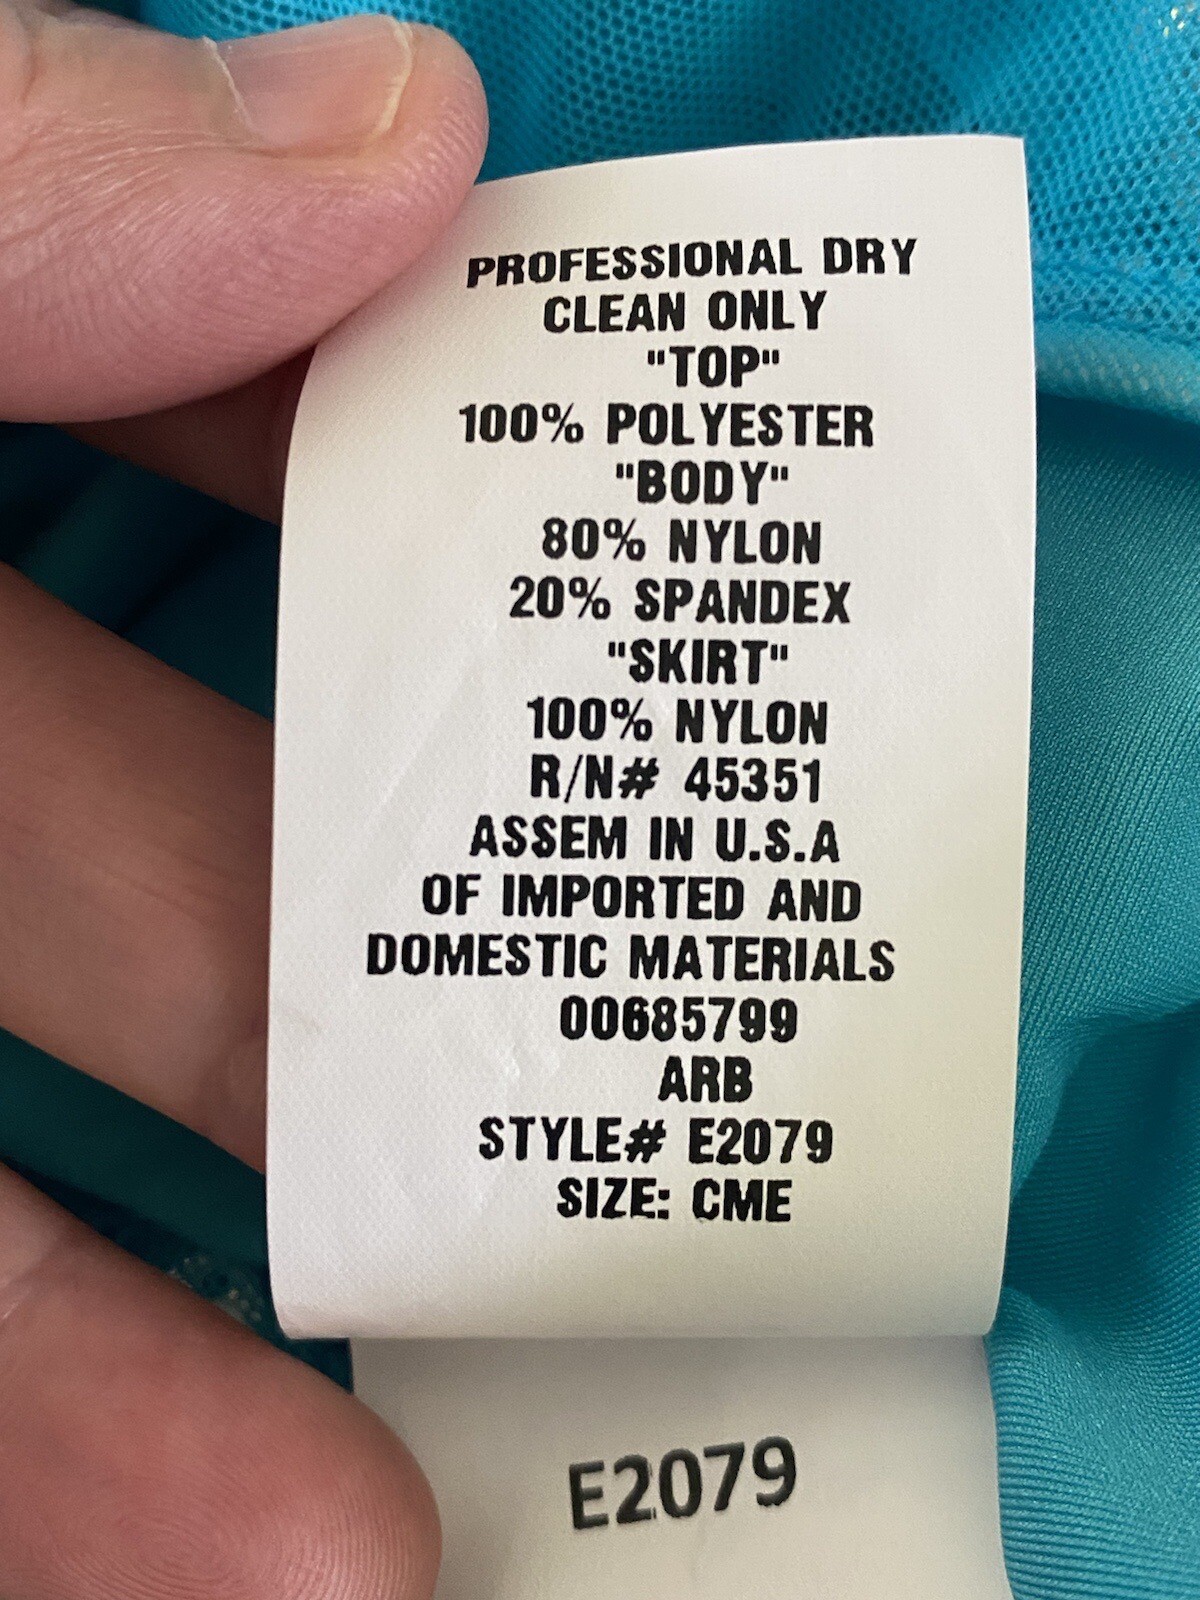 PROFESSIONAL DRY
CLEAN ONLY
"TOP"
100% POLYESTER
"BODY"
80% NYLON
20% SPANDEX
"SKIRT"
100% NYLON
R/N# 45351
ASSEM IN U.S.A
OF IMPORTED AND
DOMESTIC MATERIALS
00685799
ARB
STYLE# E2079
SIZE: CME
E2079